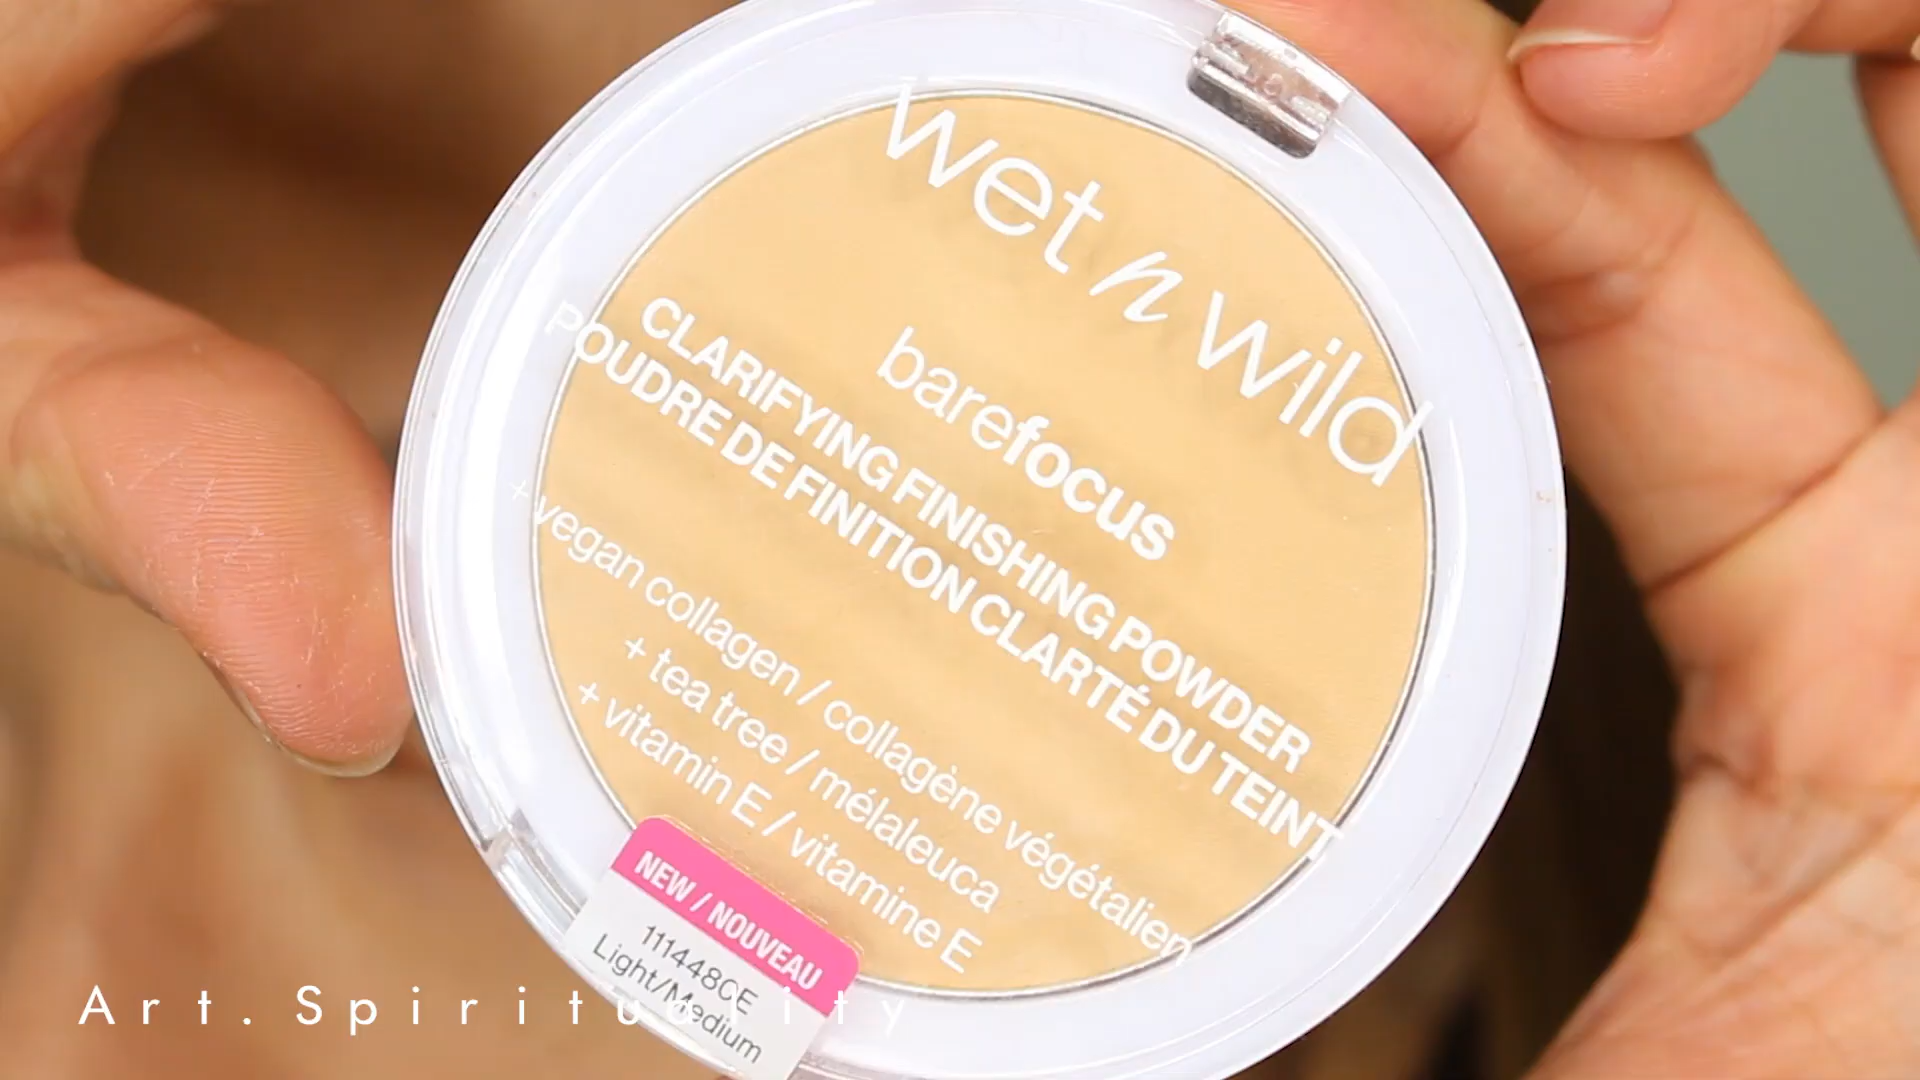 wet n wild
barefocus
CLARIFYING FINISHING POWDER
POUDRE DE FINITION CLARTÉ DU TEINT
+ vegan collagen / collagène végétalien
+ tea tree / mélaleuca
+ vitamin E / vitamine E
NEW / NOUVEAU
1114480E
Light/Medium
Art. Spirituality